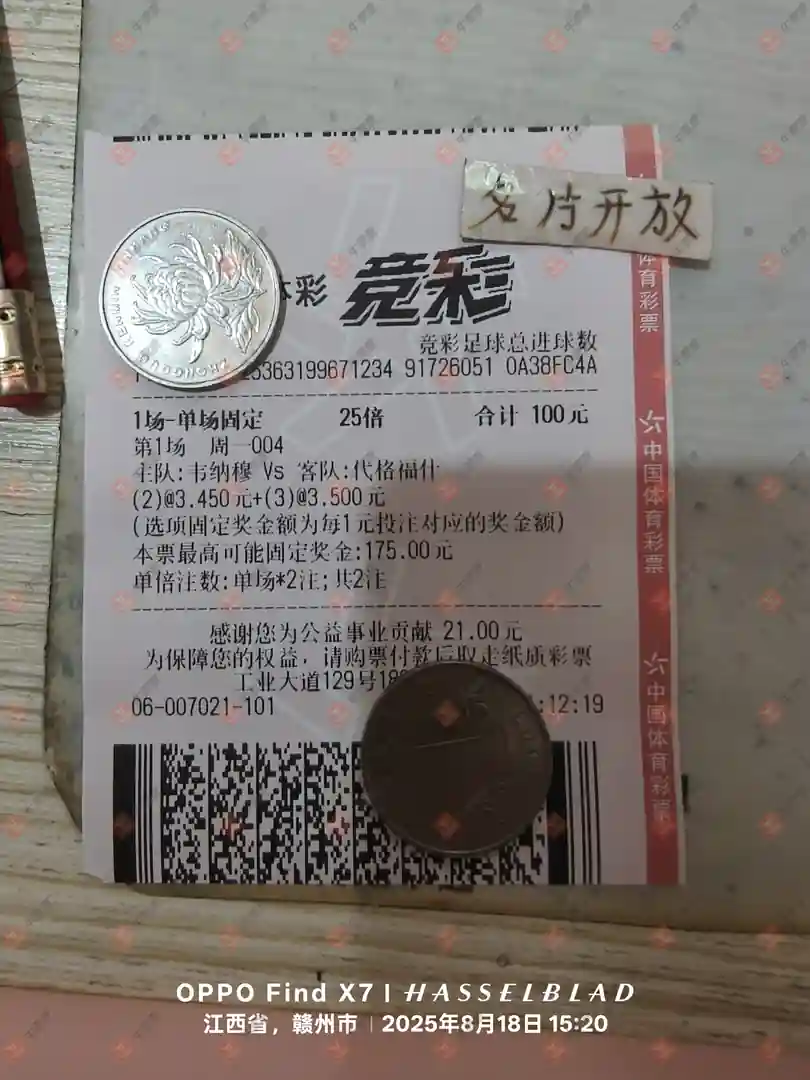 名片开放
体彩 竞彩
竞彩足球总进球数
25363199671234 91726051 0A38FC4A
1场-单场固定 25倍 合计 100元
第1场 周一004
主队:韦纳穆 Vs 客队:代格福什
(2)@3.450元+(3)@3.500元
(选项固定奖金额为每1元投注对应的奖金额)
本票最高可能固定奖金:175.00元
单倍注数:单场*2注;共2注
感谢您为公益事业贡献 21.00元
为保障您的权益，请购票付款后取走纸质彩票
工业大道129号18
06-007021-101 :12:19
体育彩票
中国体育彩票
中国体育彩票
OPPO Find X7 | HASSELBLAD
江西省，赣州市 | 2025年8月18日 15:20